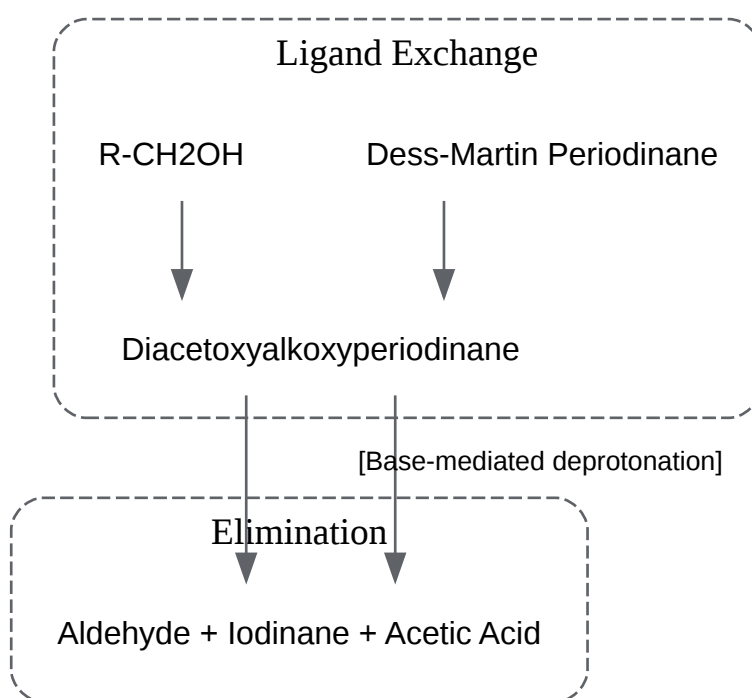 Ligand Exchange
R-CH2OH Dess-Martin Periodinane
Diacetoxyalkoxyperiodinane
[Base-mediated deprotonation]
Elimination
Aldehyde + Iodinane + Acetic Acid